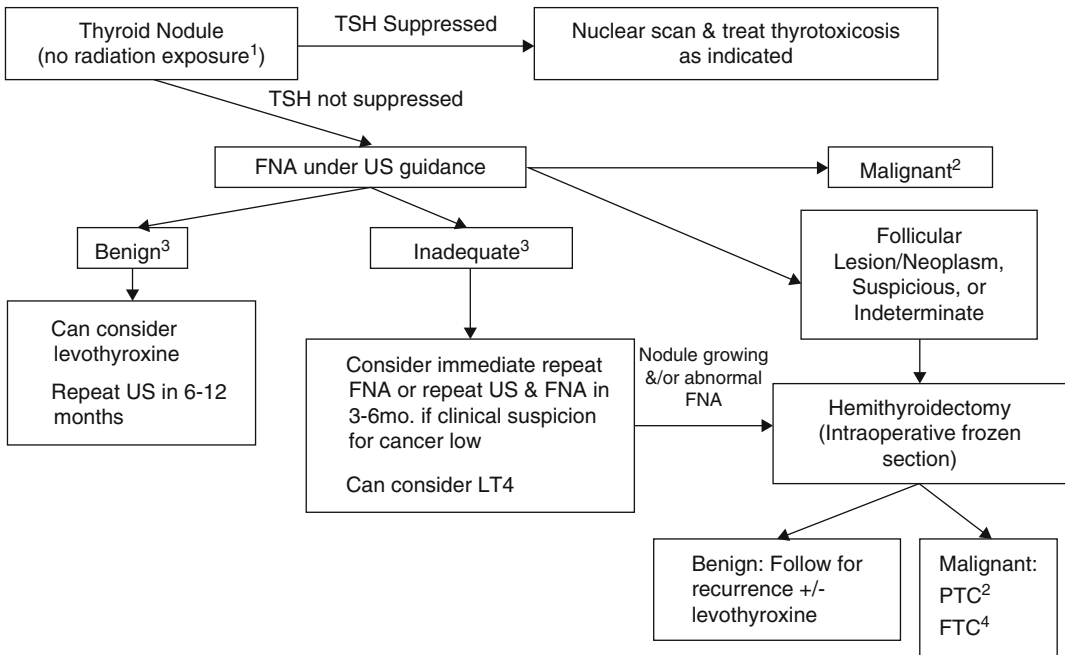 Thyroid Nodule
(no radiation exposure¹)
TSH Suppressed
Nuclear scan & treat thyrotoxicosis
as indicated
TSH not suppressed
FNA under US guidance
Malignant²
Benign³
Inadequate³
Follicular
Lesion/Neoplasm,
Suspicious, or
Indeterminate
Can consider
levothyroxine
Repeat US in 6-12
months
Consider immediate repeat
FNA or repeat US & FNA in
3-6mo. if clinical suspicion
for cancer low
Can consider LT4
Nodule growing
&/or abnormal
FNA
Hemithyroidectomy
(Intraoperative frozen
section)
Benign: Follow for
recurrence +/-
levothyroxine
Malignant:
PTC²
FTC⁴